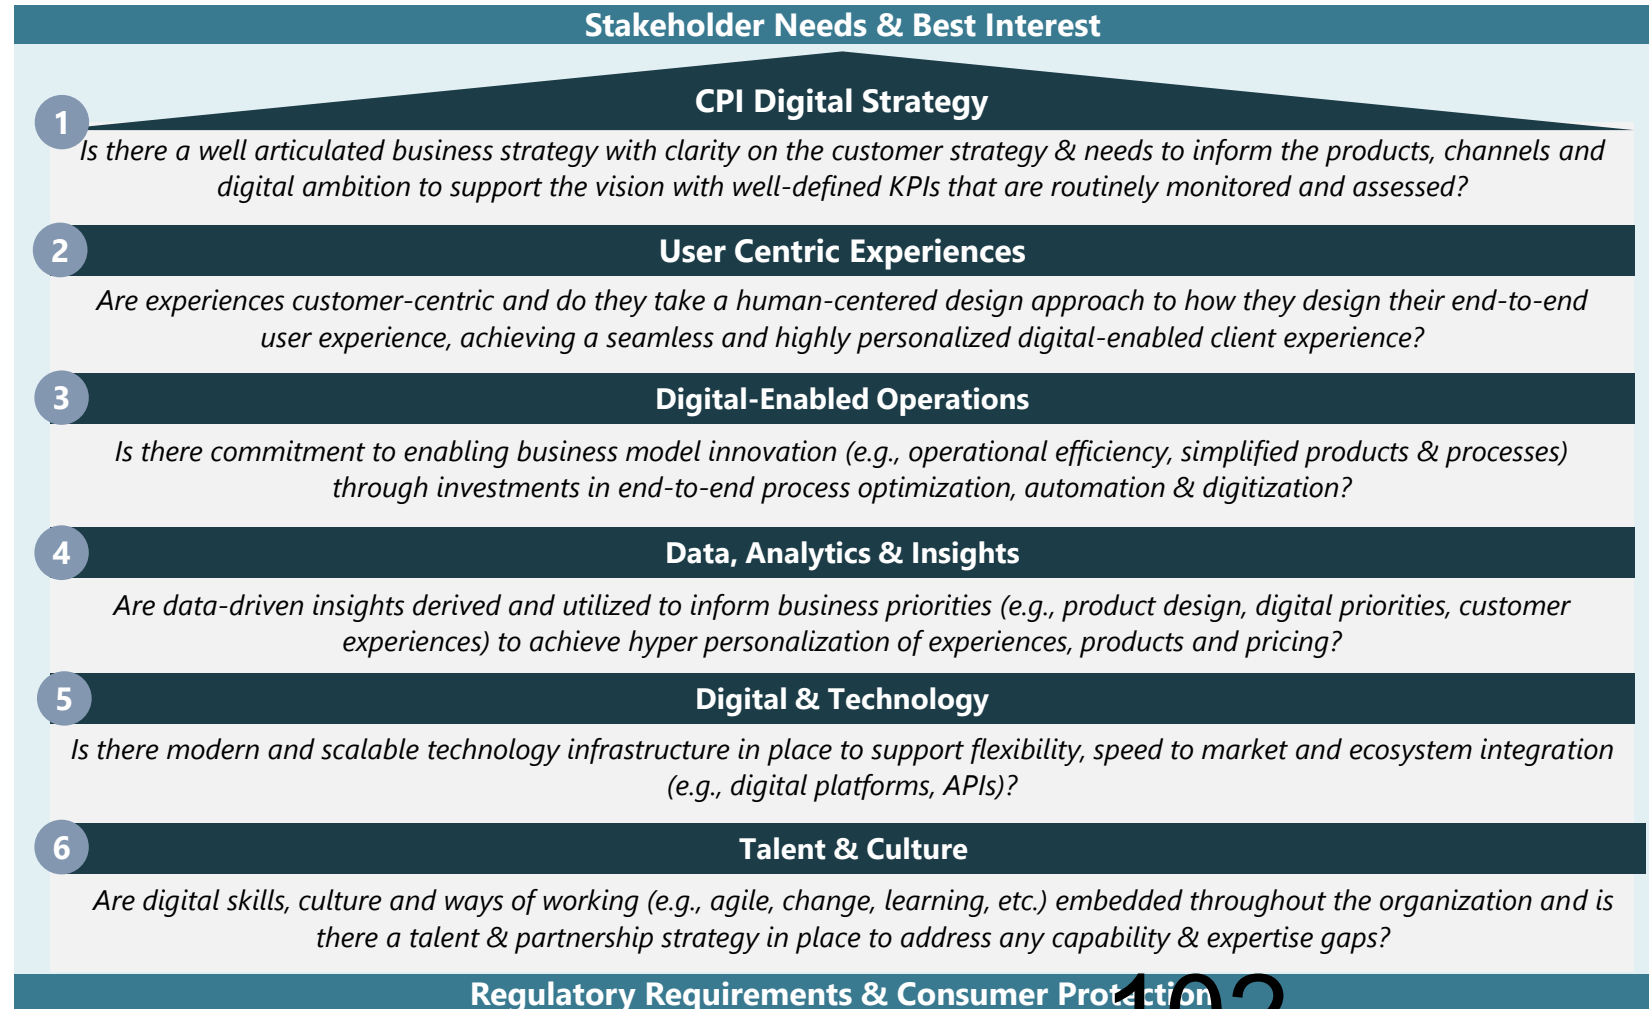 Stakeholder Needs & Best Interest
CPI Digital Strategy
1
Is there a well articulated business strategy with clarity on the customer strategy & needs to inform the products, channels and
digital ambition to support the vision with well-defined KPIs that are routinely monitored and assessed?
2
User Centric Experiences
Are experiences customer-centric and do they take a human-centered design approach to how they design their end-to-end
user experience, achieving a seamless and highly personalized digital-enabled client experience?
3
Digital-Enabled Operations
Is there commitment to enabling business model innovation (e.g., operational efficiency, simplified products & processes)
through investments in end-to-end process optimization, automation & digitization?
4
Data, Analytics & Insights
Are data-driven insights derived and utilized to inform business priorities (e.g., product design, digital priorities, customer
experiences) to achieve hyper personalization of experiences, products and pricing?
5
Digital & Technology
Is there modern and scalable technology infrastructure in place to support flexibility, speed to market and ecosystem integration
(e.g., digital platforms, APIs)?
6
Talent & Culture
Are digital skills, culture and ways of working (e.g., agile, change, learning, etc.) embedded throughout the organization and is
there a talent & partnership strategy in place to address any capability & expertise gaps?
Regulatory Requirements & Consumer Protection